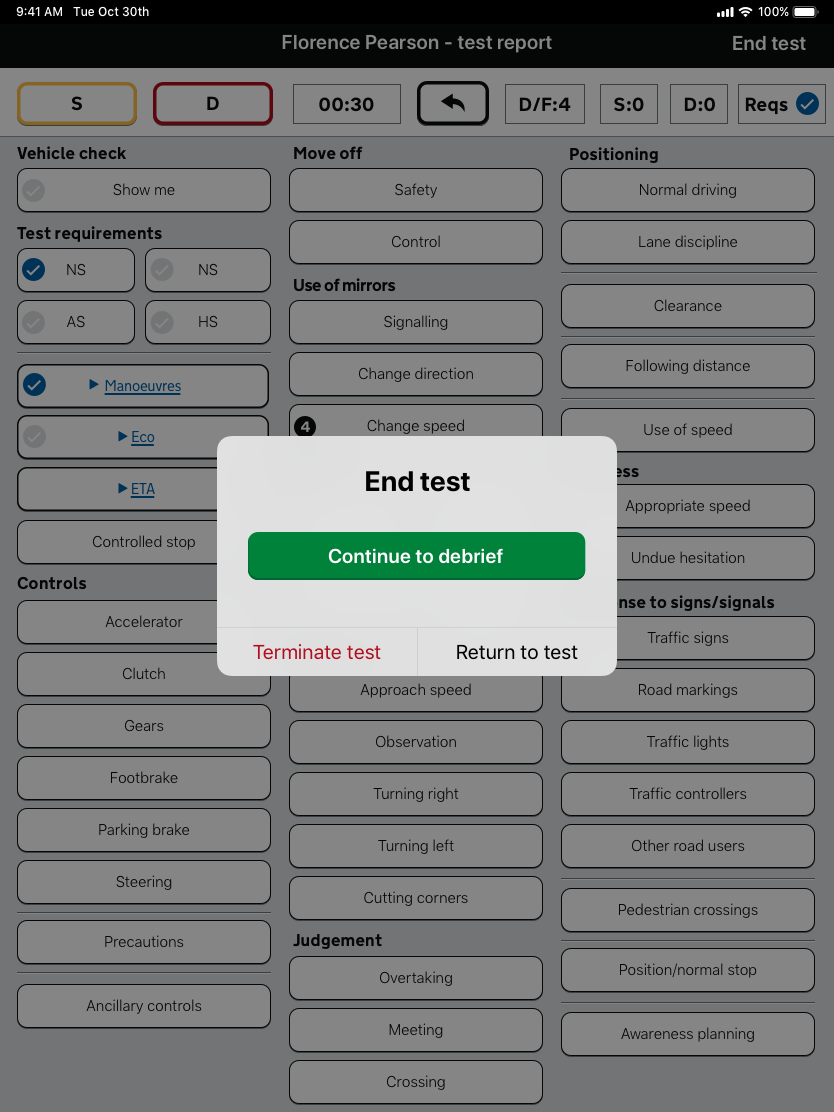 9:41 AM Tue Oct 30th 100%
Florence Pearson - test report End test
S D 00:30 D/F:4 S:0 D:0 Reqs
Vehicle check
Show me
Test requirements
NS NS
AS HS
Manoeuvres
Eco
ETA
Controlled stop
Controls
Accelerator
Clutch
Gears
Footbrake
Parking brake
Steering
Precautions
Ancillary controls
Move off
Safety
Control
Use of mirrors
Signalling
Change direction
4 Change speed
End test
Continue to debrief
Terminate test Return to test
Approach speed
Observation
Turning right
Turning left
Cutting corners
Judgement
Overtaking
Meeting
Crossing
Positioning
Normal driving
Lane discipline
Clearance
Following distance
Use of speed
ess
Appropriate speed
Undue hesitation
nse to signs/signals
Traffic signs
Road markings
Traffic lights
Traffic controllers
Other road users
Pedestrian crossings
Position/normal stop
Awareness planning